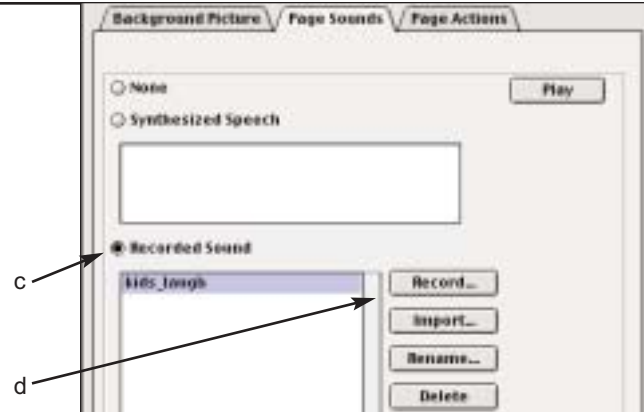 Background Picture Page Sounds Page Actions
None Play
Synthesized Speech
c Recorded Sound
kids_laugh Record...
Import...
Rename...
d Delete